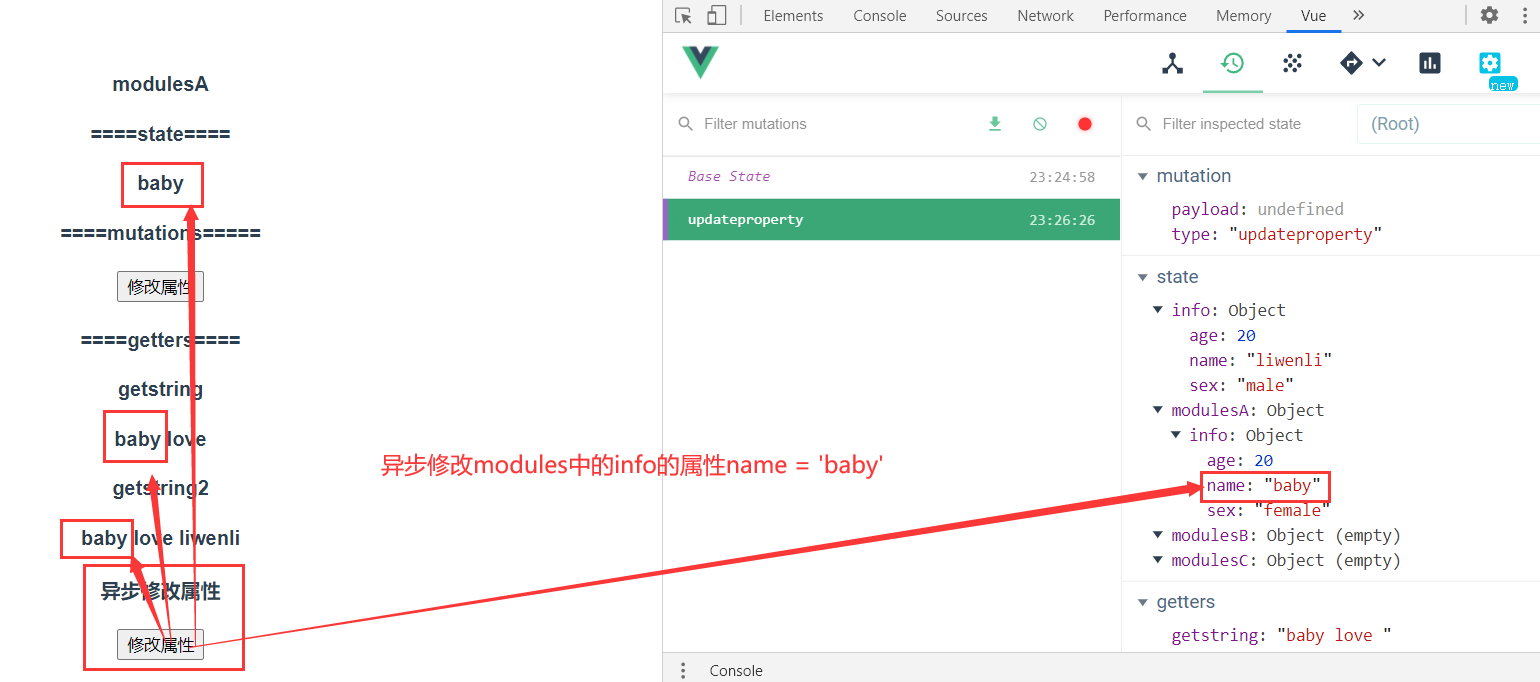 modulesA
====state====
baby
====mutations=====
修改属性
====getters====
getstring
baby love
getstring2
baby love liwenli
异步修改属性
修改属性
异步修改modules中的info的属性name = 'baby'
Elements Console Sources Network Performance Memory Vue
new
Filter mutations
Base State 23:24:58
updateproperty 23:26:26
Filter inspected state (Root)
mutation
payload: undefined
type: "updateproperty"
state
info: Object
age: 20
name: "liwenli"
sex: "male"
modulesA: Object
info: Object
age: 20
name: "baby"
sex: "female"
modulesB: Object (empty)
modulesC: Object (empty)
getters
getstring: "baby love "
Console